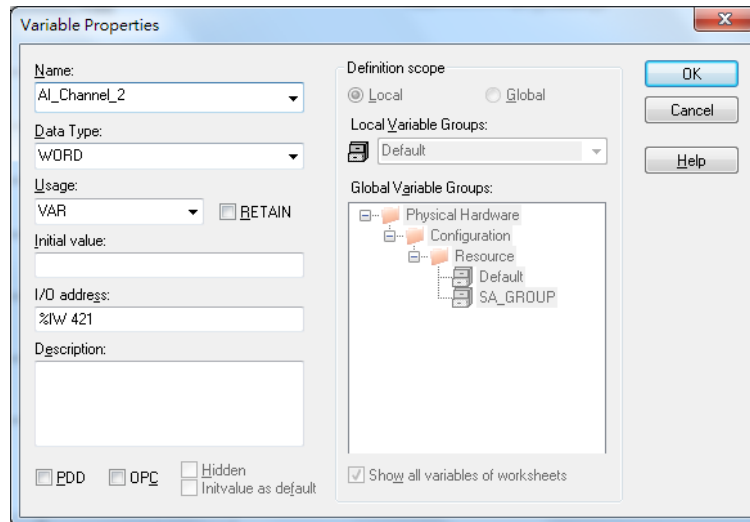 Variable Properties
Name:
AI_Channel_2
Data Type:
WORD
Usage:
VAR
RETAIN
Initial value:
I/O address:
%IW 421
Description:
PDD
OPC
Hidden
Initvalue as default
Definition scope
Local
Global
Local Variable Groups:
Default
Global Variable Groups:
Physical Hardware
Configuration
Resource
Default
SA_GROUP
Show all variables of worksheets
OK
Cancel
Help